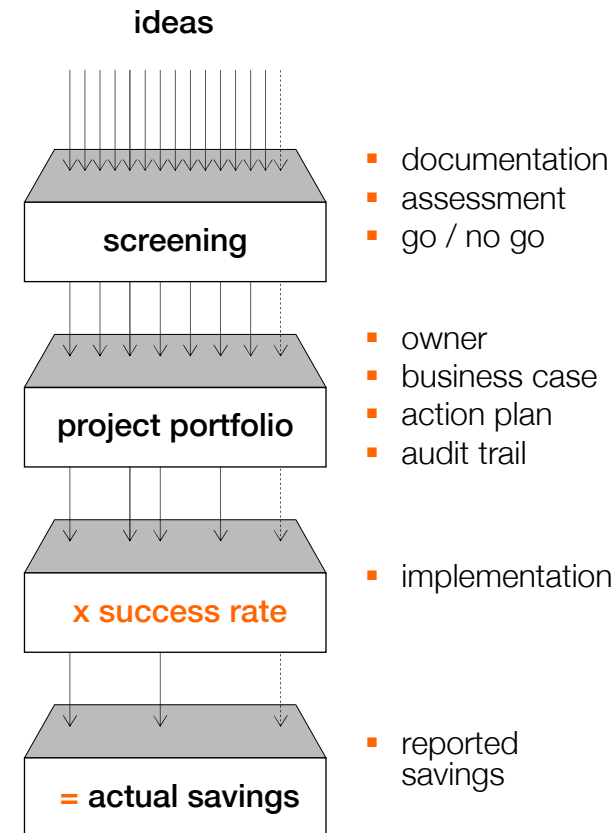 ideas
screening
▪ documentation
▪ assessment
▪ go / no go
project portfolio
▪ owner
▪ business case
▪ action plan
▪ audit trail
x success rate
▪ implementation
= actual savings
▪ reported
savings